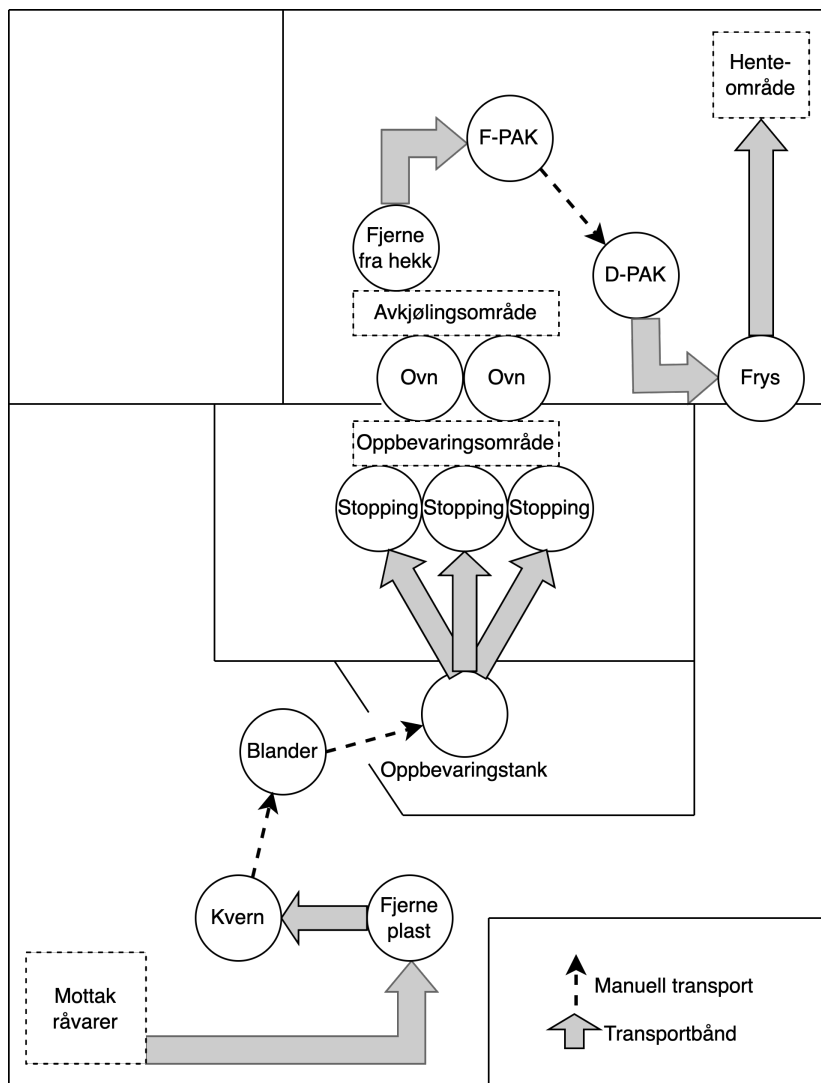 Hente-
område
F-PAK
Fjerne
fra hekk
D-PAK
Avkjølingsområde
Ovn
Ovn
Frys
Oppbevaringsområde
Stopping
Stopping
Stopping
Blander
Oppbevaringstank
Kvern
Fjerne
plast
Mottak
råvarer
Manuell transport
Transportbånd